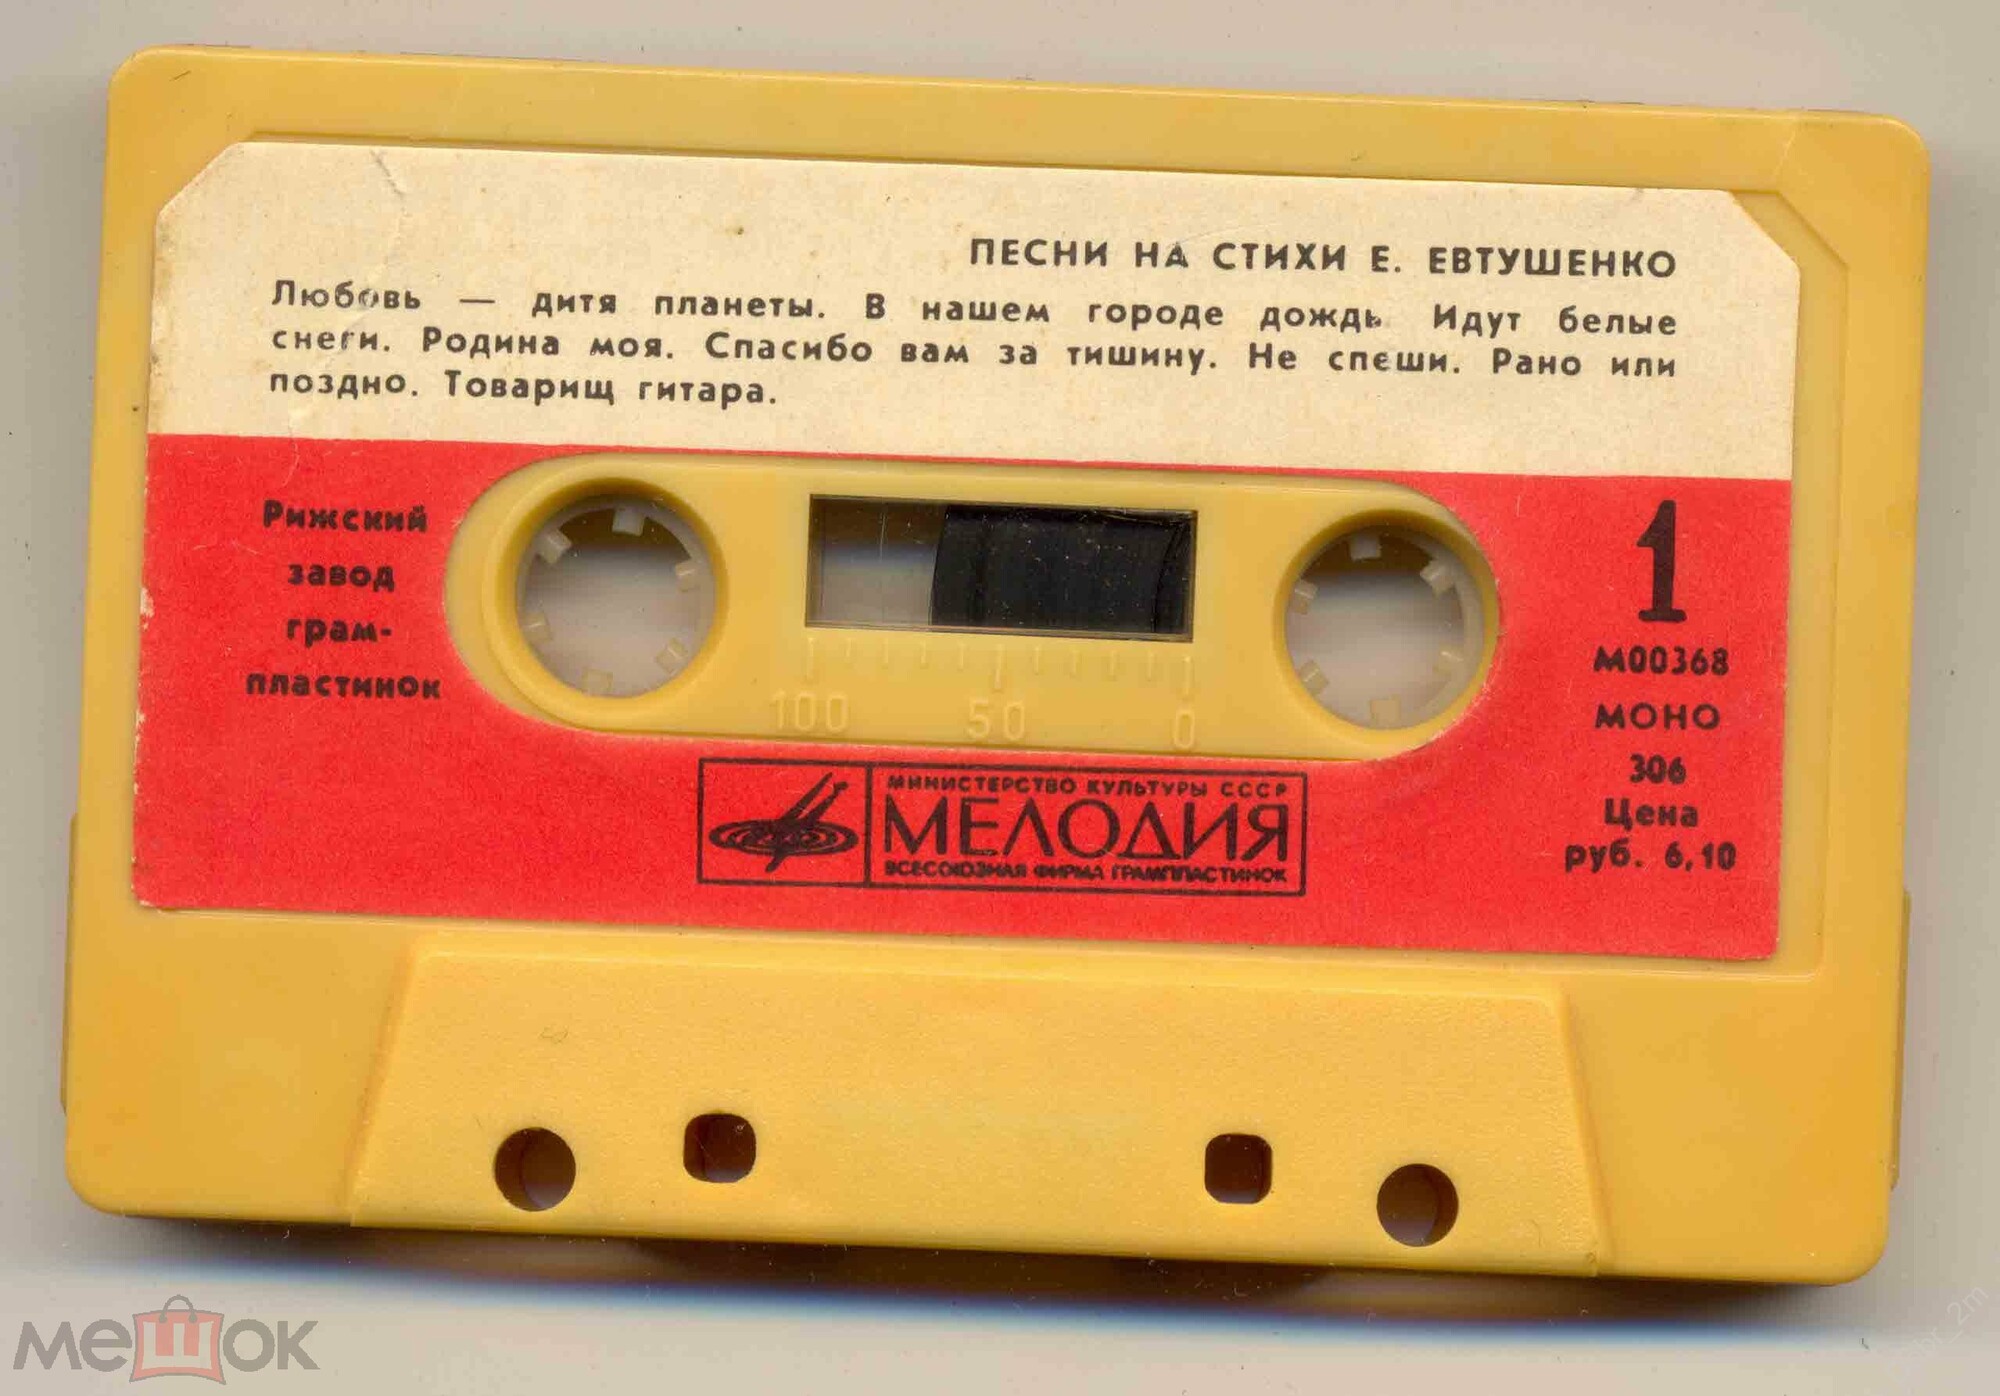 ПЕСНИ НА СТИХИ Е. ЕВТУШЕНКО
Любовь — дитя планеты. В нашем городе дождь Идут белые
снеги. Родина моя. Спасибо вам за тишину. Не спеши. Рано или
поздно. Товарищ гитара.
Рижский
завод
грам-
пластинок
1
М00368
МОНО
306
Цена
руб. 6,10
100 50 0
МИНИСТЕРСТВО КУЛЬТУРЫ СССР
МЕЛОДИЯ
ВСЕСОЮЗНАЯ ФИРМА ГРАМПЛАСТИНОК
мешок